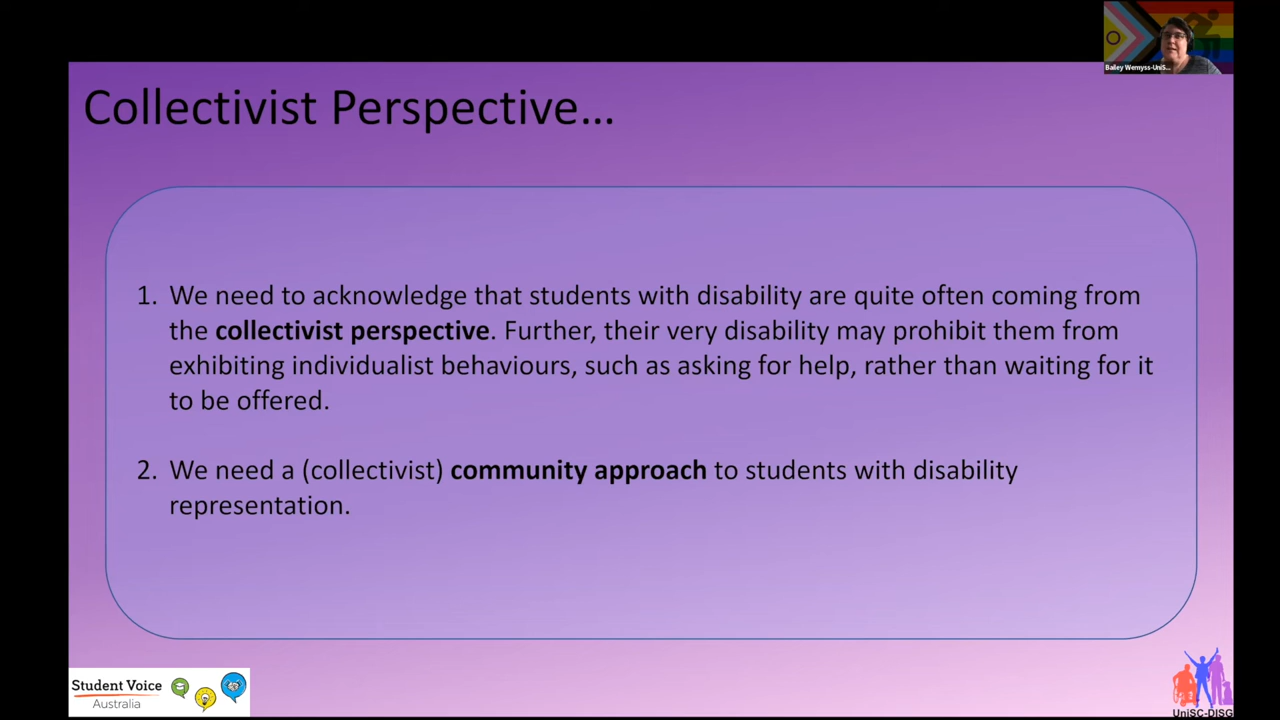 Bailey Wemyss-UniS...
Collectivist Perspective...
1. We need to acknowledge that students with disability are quite often coming from
the collectivist perspective. Further, their very disability may prohibit them from
exhibiting individualist behaviours, such as asking for help, rather than waiting for it
to be offered.
2. We need a (collectivist) community approach to students with disability
representation.
Student Voice
Australia
UniSC-DISG